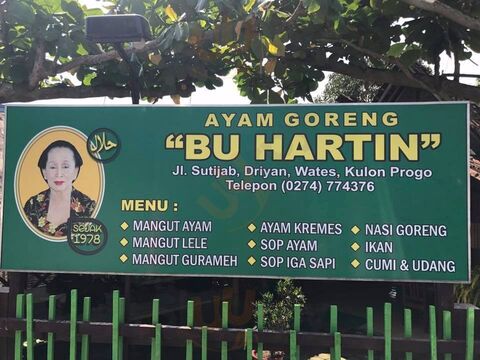 AYAM GORENG
"BU HARTIN"
Jl. Sutijab, Driyan, Wates, Kulon Progo
Telepon (0274) 774376
حلال
SEJAK
1978
MENU :
• MANGUT AYAM
• MANGUT LELE
• MANGUT GURAMEH
• AYAM KREMES
• SOP AYAM
• SOP IGA SAPI
• NASI GORENG
• IKAN
• CUMI & UDANG